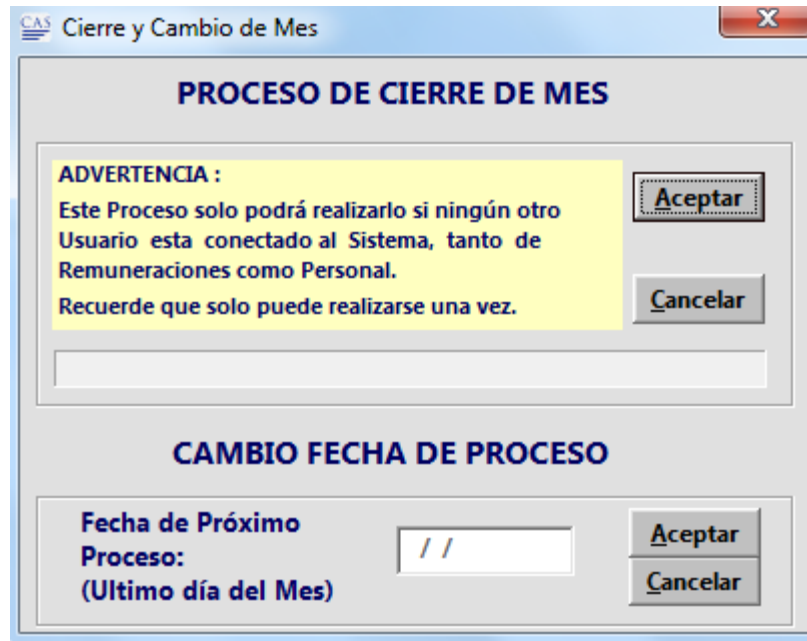 CAS Cierre y Cambio de Mes
X
PROCESO DE CIERRE DE MES
ADVERTENCIA :
Este Proceso solo podrá realizarlo si ningún otro
Usuario esta conectado al Sistema, tanto de
Remuneraciones como Personal.
Recuerde que solo puede realizarse una vez.
Aceptar
Cancelar
CAMBIO FECHA DE PROCESO
Fecha de Próximo
Proceso:
(Ultimo día del Mes)
/ /
Aceptar
Cancelar